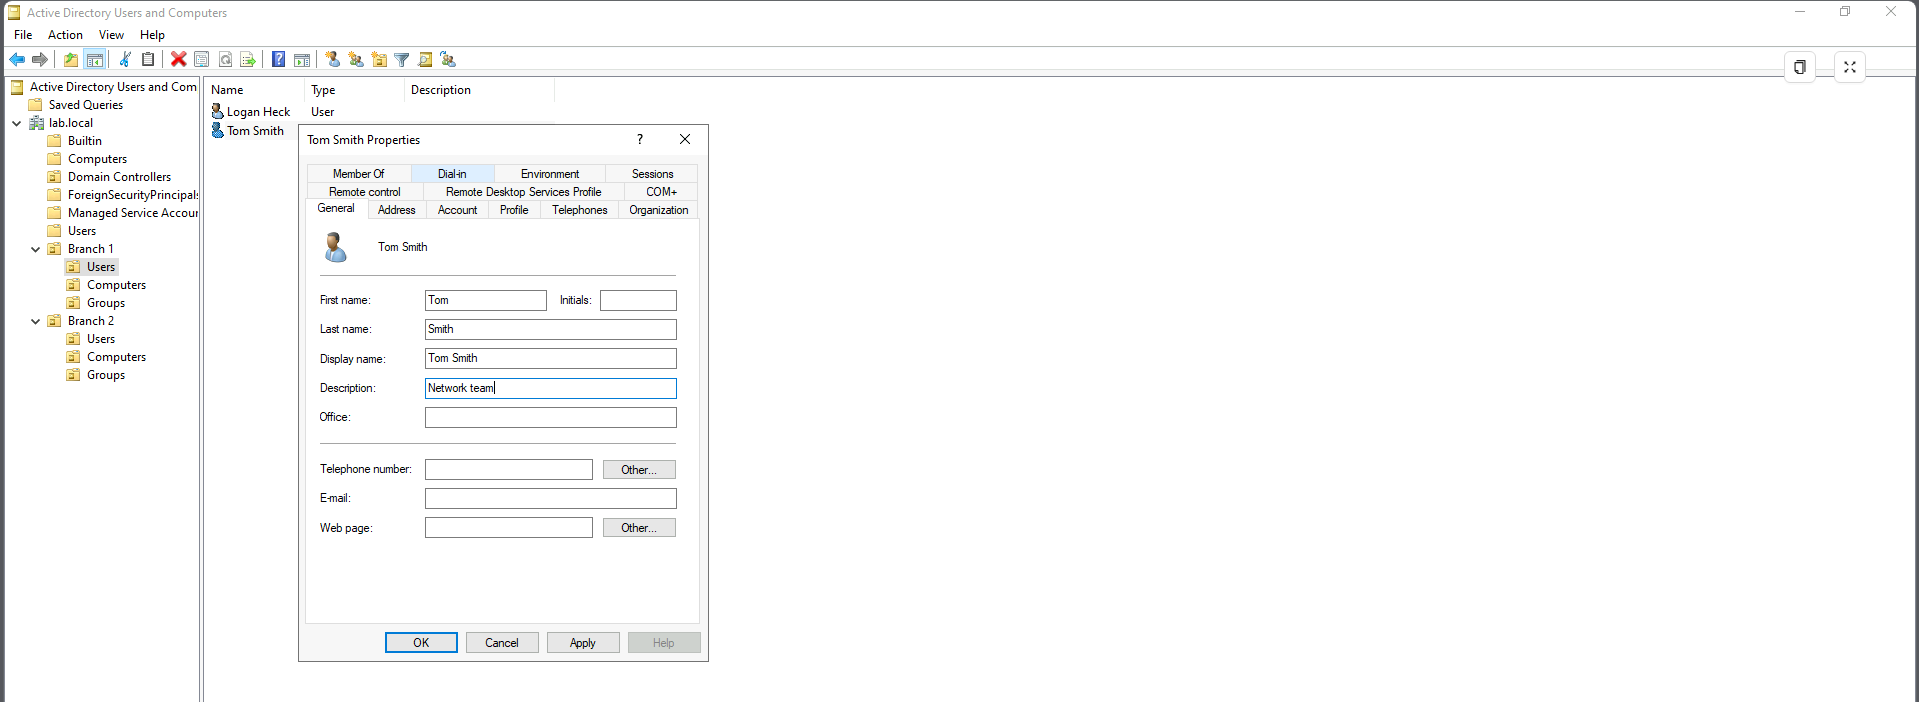 Active Directory Users and Computers
File Action View Help
Active Directory Users and Com
Saved Queries
lab.local
Builtin
Computers
Domain Controllers
ForeignSecurityPrincipals
Managed Service Accour
Users
Branch 1
Users
Computers
Groups
Branch 2
Users
Computers
Groups
Name Type Description
Logan Heck User
Tom Smith
Tom Smith Properties ?
Member Of Dial-in Environment Sessions
Remote control Remote Desktop Services Profile COM+
General Address Account Profile Telephones Organization
Tom Smith
First name: Tom Initials:
Last name: Smith
Display name: Tom Smith
Description: Network team
Office:
Telephone number: Other...
E-mail:
Web page: Other...
OK Cancel Apply Help